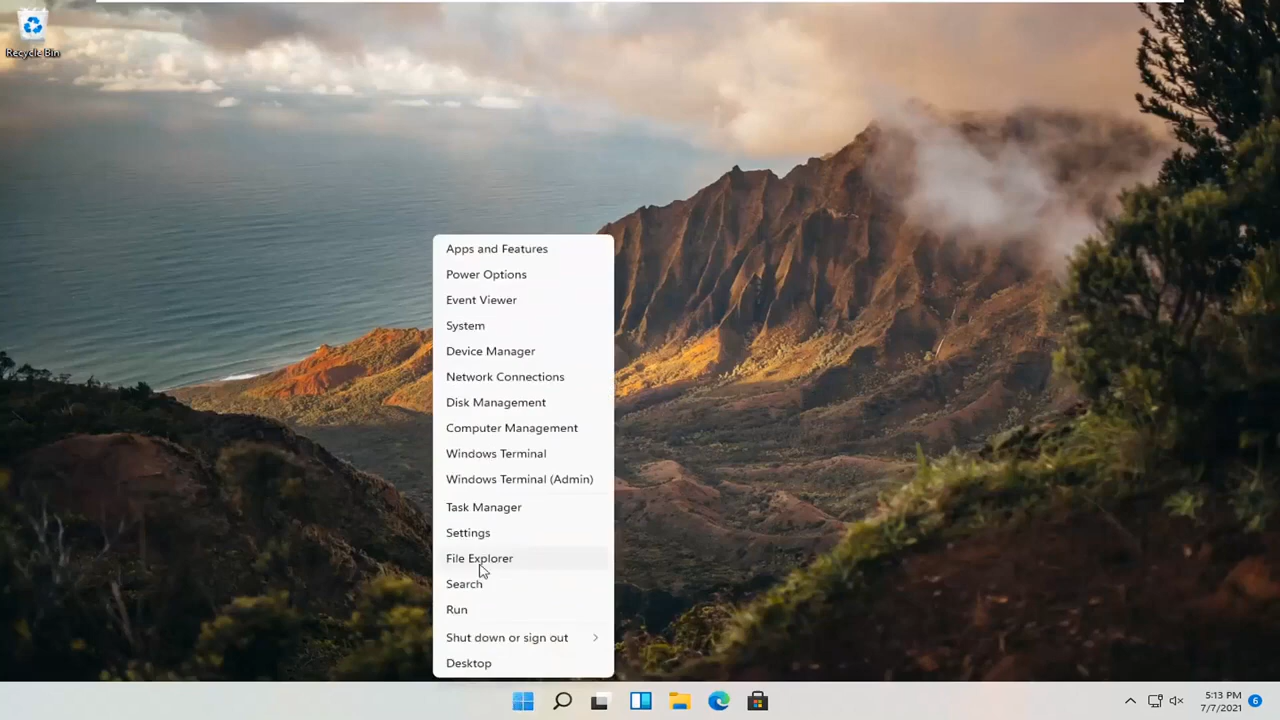 Recycle Bin
Apps and Features
Power Options
Event Viewer
System
Device Manager
Network Connections
Disk Management
Computer Management
Windows Terminal
Windows Terminal (Admin)
Task Manager
Settings
File Explorer
Search
Run
Shut down or sign out
Desktop
5:13 PM
7/7/2021
6